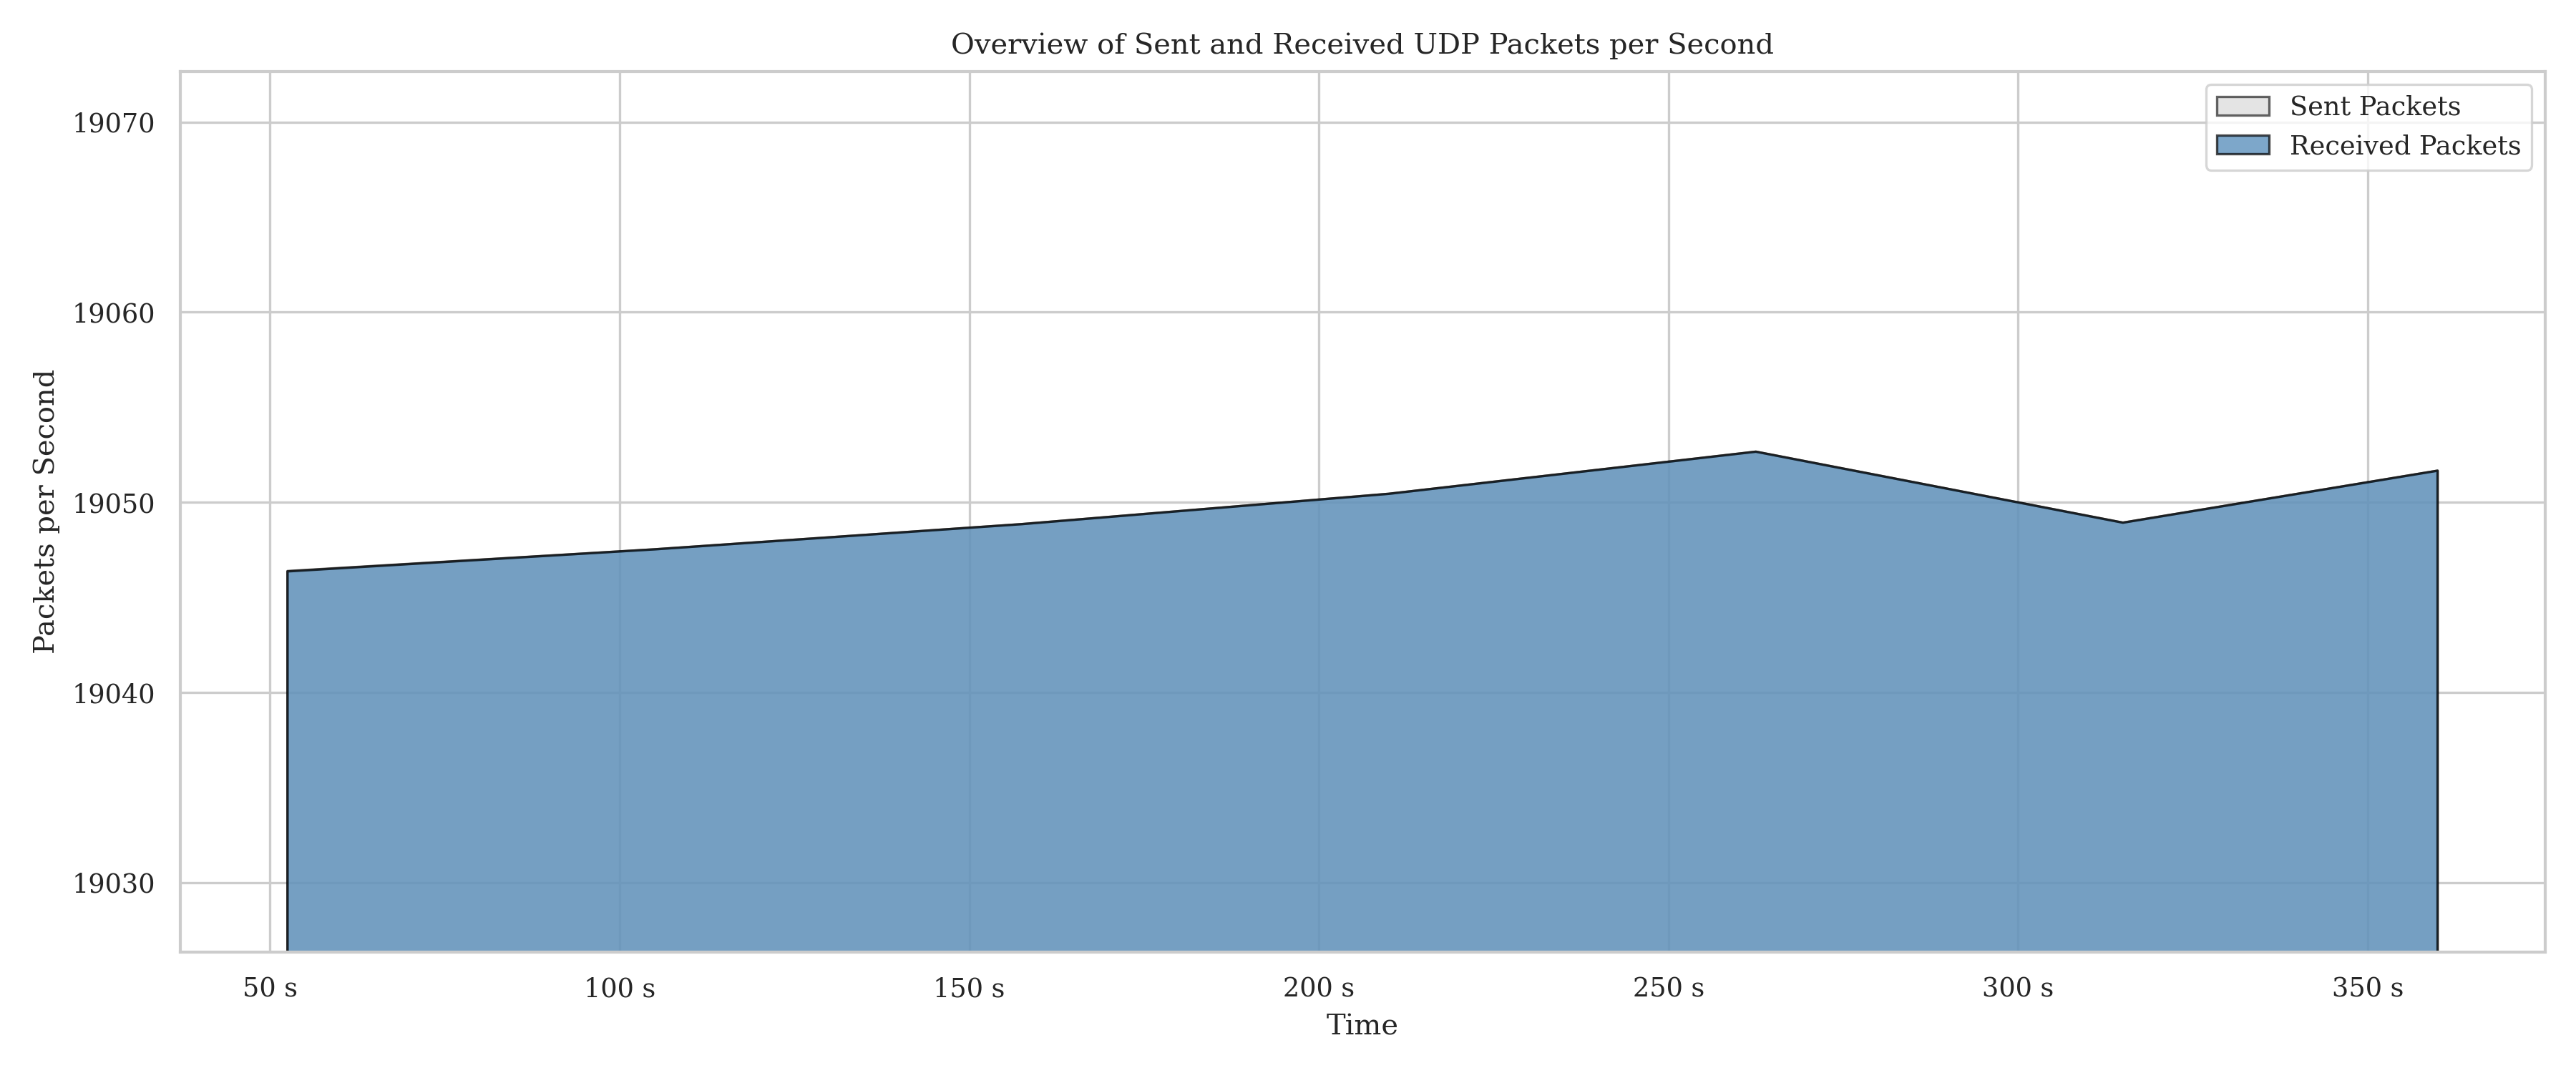 Overview of Sent and Received UDP Packets per Second
Sent Packets
Received Packets
Packets per Second
19070
19060
19050
19040
19030
50 s
100 s
150 s
200 s
250 s
300 s
350 s
Time